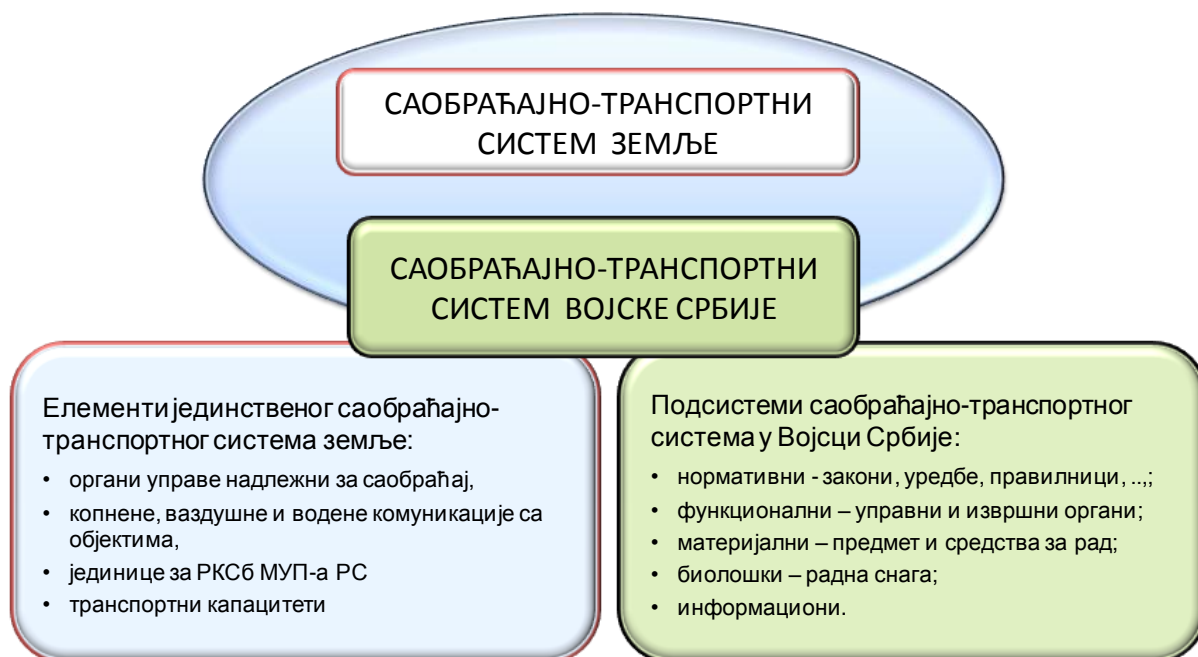 САОБРАЋАЈНО-ТРАНСПОРТНИ
СИСТЕМ ЗЕМЉЕ
САОБРАЋАЈНО-ТРАНСПОРТНИ
СИСТЕМ ВОЈСКЕ СРБИЈЕ
Елементи јединственог саобраћајно-
транспортног система земље:
• органи управе надлежни за саобраћај,
• копнене, ваздушне и водене комуникације са
објектима,
• јединице за РКСб МУП-а РС
• транспортни капацитети
Подсистеми саобраћајно-транспортног
система у Војсци Србије:
• нормативни - закони, уредбе, правилници, ..,;
• функционални – управни и извршни органи;
• материјални – предмет и средства за рад;
• биолошки – радна снага;
• информациони.